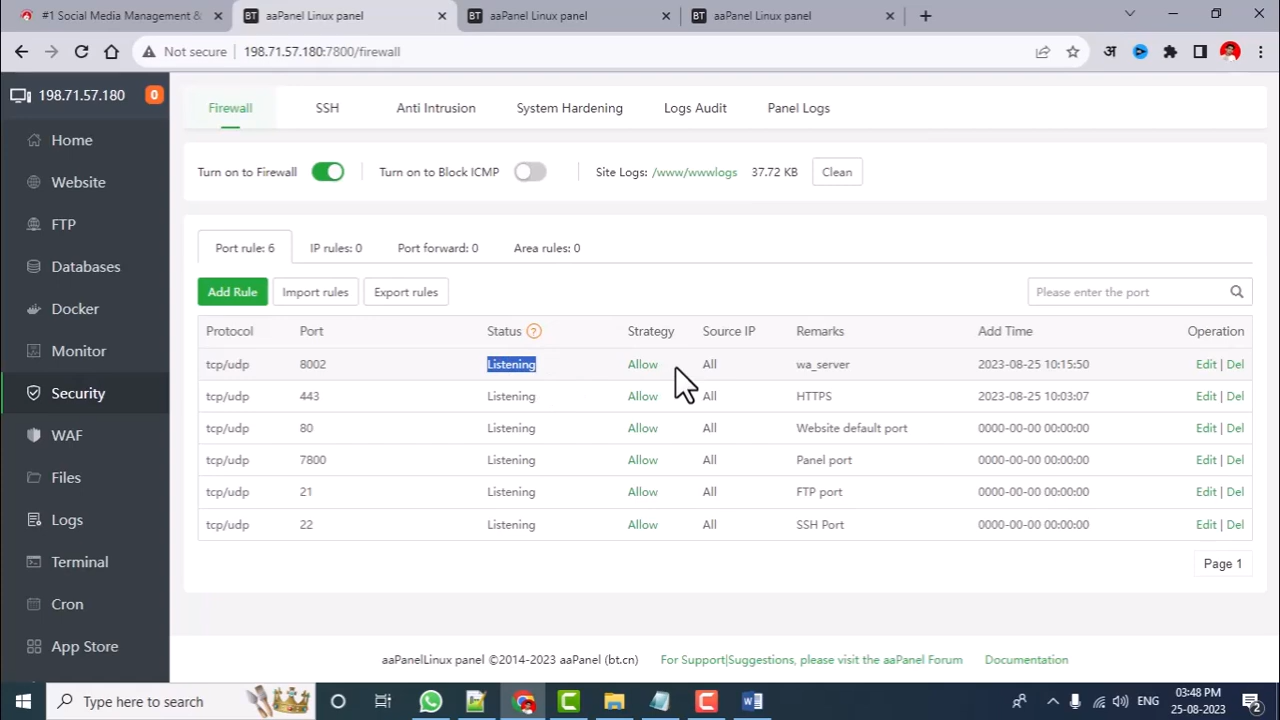 #1 Social Media Management &
aaPanel Linux panel
aaPanel Linux panel
aaPanel Linux panel
Not secure 198.71.57.180:7800/firewall
अ
198.71.57.180 0
Home
Website
FTP
Databases
Docker
Monitor
Security
WAF
Files
Logs
Terminal
Cron
App Store
Firewall SSH Anti Intrusion System Hardening Logs Audit Panel Logs
Turn on to Firewall Turn on to Block ICMP Site Logs: /www/wwwlogs 37.72 KB Clean
Port rule: 6 IP rules: 0 Port forward: 0 Area rules: 0
Add Rule Import rules Export rules Please enter the port
Protocol Port Status ? Strategy Source IP Remarks Add Time Operation
tcp/udp 8002 Listening Allow All wa_server 2023-08-25 10:15:50 Edit | Del
tcp/udp 443 Listening Allow All HTTPS 2023-08-25 10:03:07 Edit | Del
tcp/udp 80 Listening Allow All Website default port 0000-00-00 00:00:00 Edit | Del
tcp/udp 7800 Listening Allow All Panel port 0000-00-00 00:00:00 Edit | Del
tcp/udp 21 Listening Allow All FTP port 0000-00-00 00:00:00 Edit | Del
tcp/udp 22 Listening Allow All SSH Port 0000-00-00 00:00:00 Edit | Del
Page 1
aaPanelLinux panel ©2014-2023 aaPanel (bt.cn) For Support|Suggestions, please visit the aaPanel Forum Documentation
Type here to search
ENG
03:48 PM
25-08-2023
2